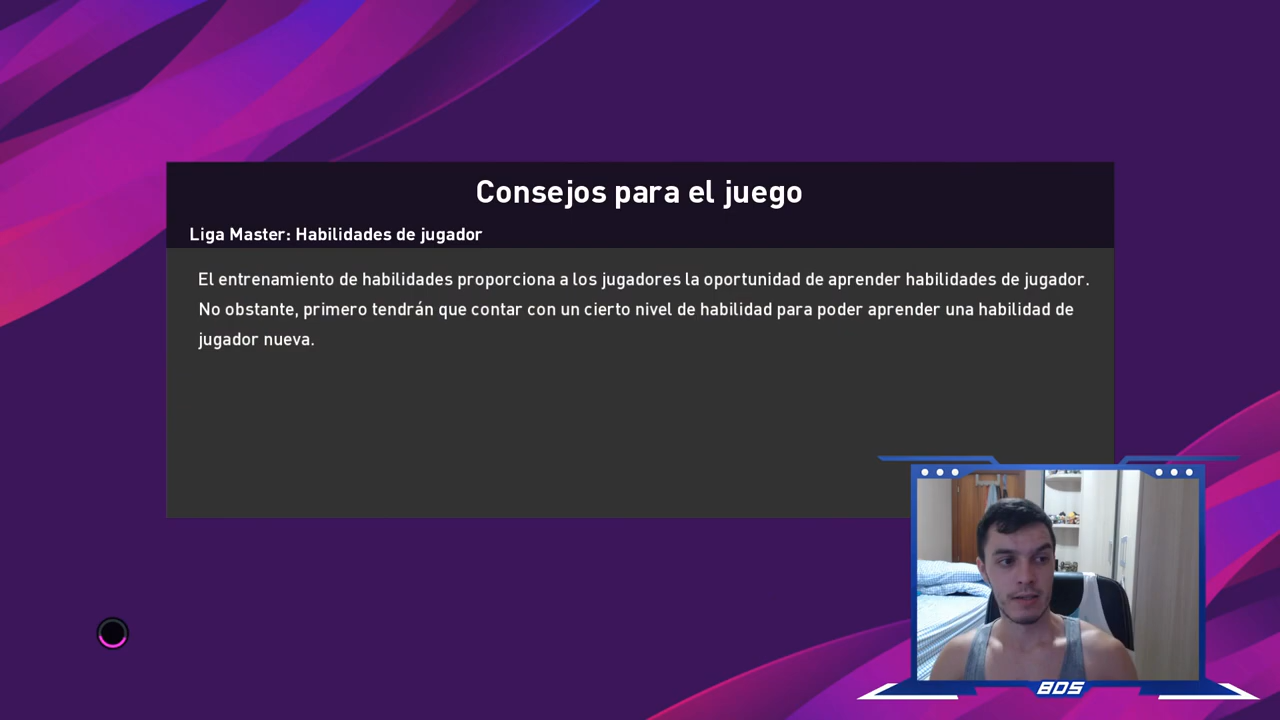 Consejos para el juego
Liga Master: Habilidades de jugador
El entrenamiento de habilidades proporciona a los jugadores la oportunidad de aprender habilidades de jugador.
No obstante, primero tendrán que contar con un cierto nivel de habilidad para poder aprender una habilidad de
jugador nueva.
BDS